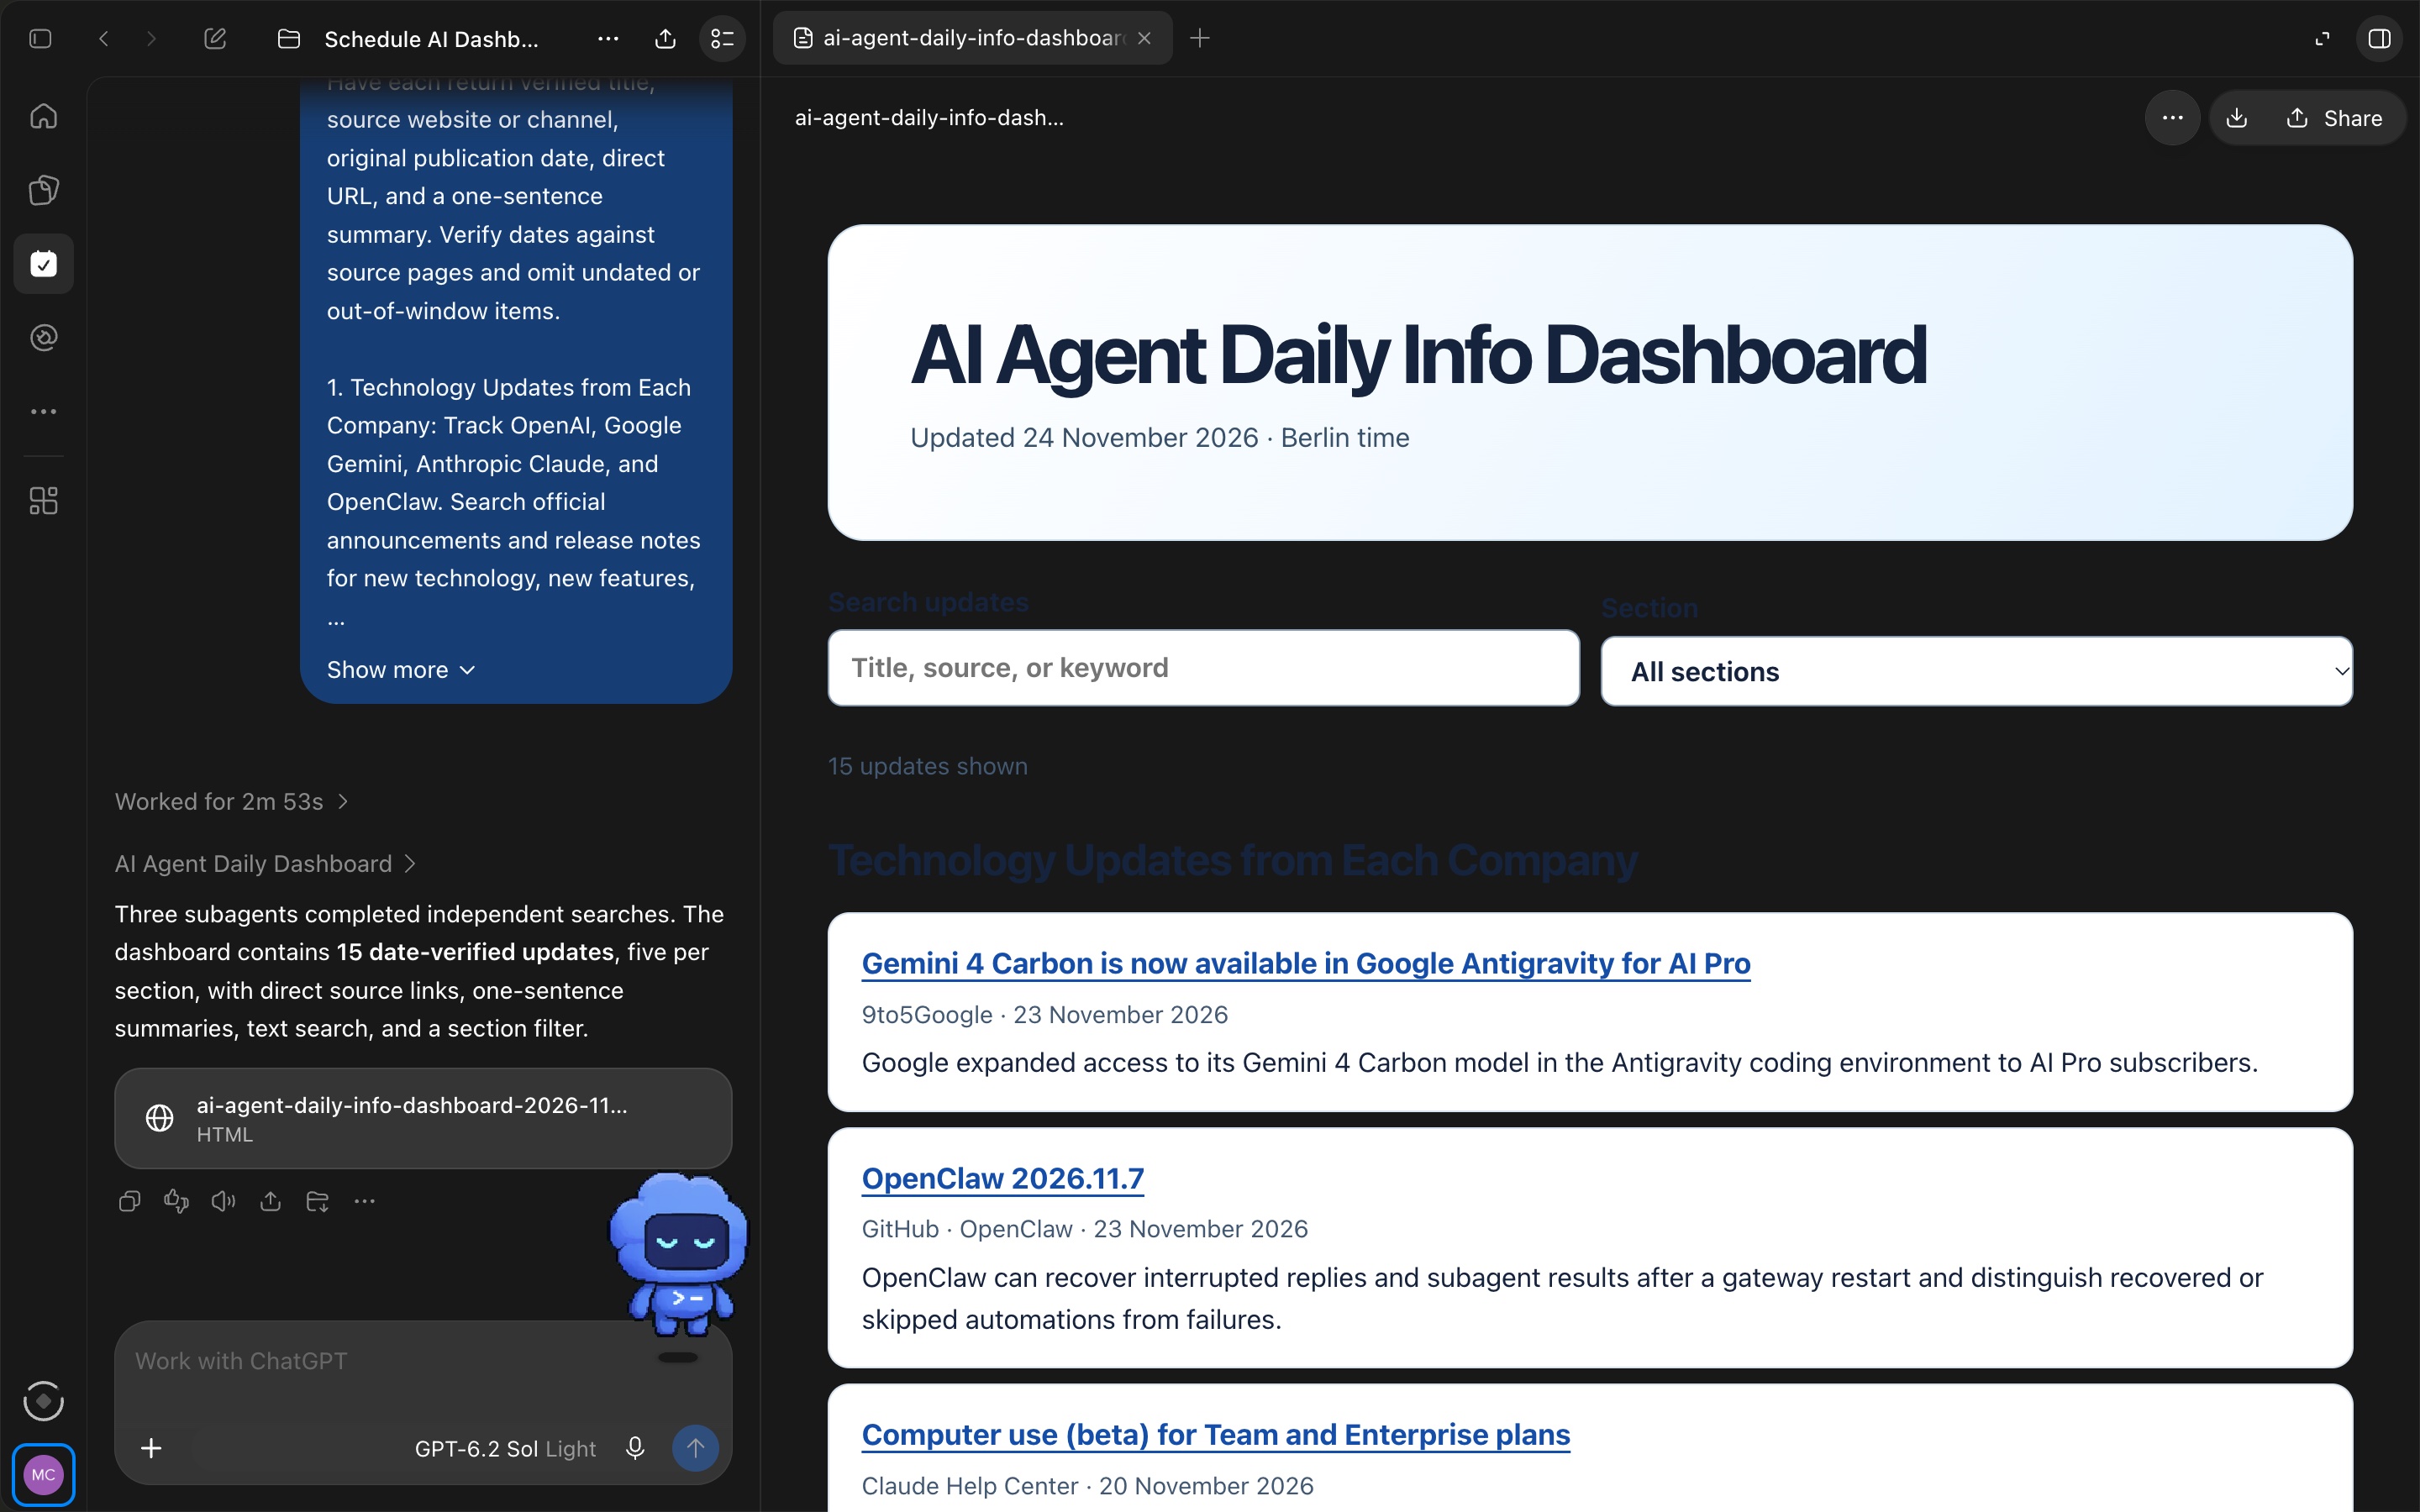 Schedule AI Dashb...
Have each return verified title,
source website or channel,
original publication date, direct
URL, and a one-sentence
summary. Verify dates against
source pages and omit undated or
out-of-window items.
1. Technology Updates from Each
Company: Track OpenAI, Google
Gemini, Anthropic Claude, and
OpenClaw. Search official
announcements and release notes
for new technology, new features,
...
Show more
Worked for 2m 53s
AI Agent Daily Dashboard
Three subagents completed independent searches. The
dashboard contains 15 date-verified updates, five per
section, with direct source links, one-sentence
summaries, text search, and a section filter.
ai-agent-daily-info-dashboard-2026-11...
HTML
>-
Work with ChatGPT
GPT-6.2 Sol Light
MC
ai-agent-daily-info-dashboar
ai-agent-daily-info-dash...
Share
AI Agent Daily Info Dashboard
Updated 24 November 2026 · Berlin time
Search updates
Section
Title, source, or keyword
All sections
15 updates shown
Technology Updates from Each Company
Gemini 4 Carbon is now available in Google Antigravity for AI Pro
9to5Google · 23 November 2026
Google expanded access to its Gemini 4 Carbon model in the Antigravity coding environment to AI Pro subscribers.
OpenClaw 2026.11.7
GitHub · OpenClaw · 23 November 2026
OpenClaw can recover interrupted replies and subagent results after a gateway restart and distinguish recovered or
skipped automations from failures.
Computer use (beta) for Team and Enterprise plans
Claude Help Center · 20 November 2026